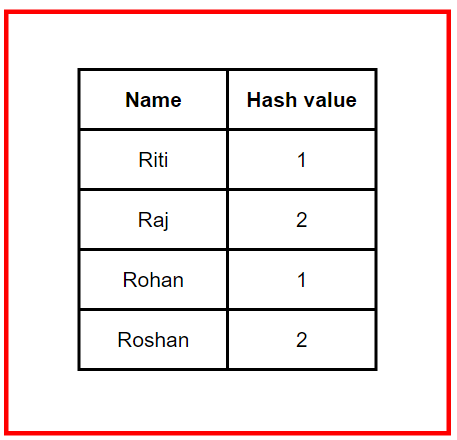 Name Hash value
Riti 1
Raj 2
Rohan 1
Roshan 2